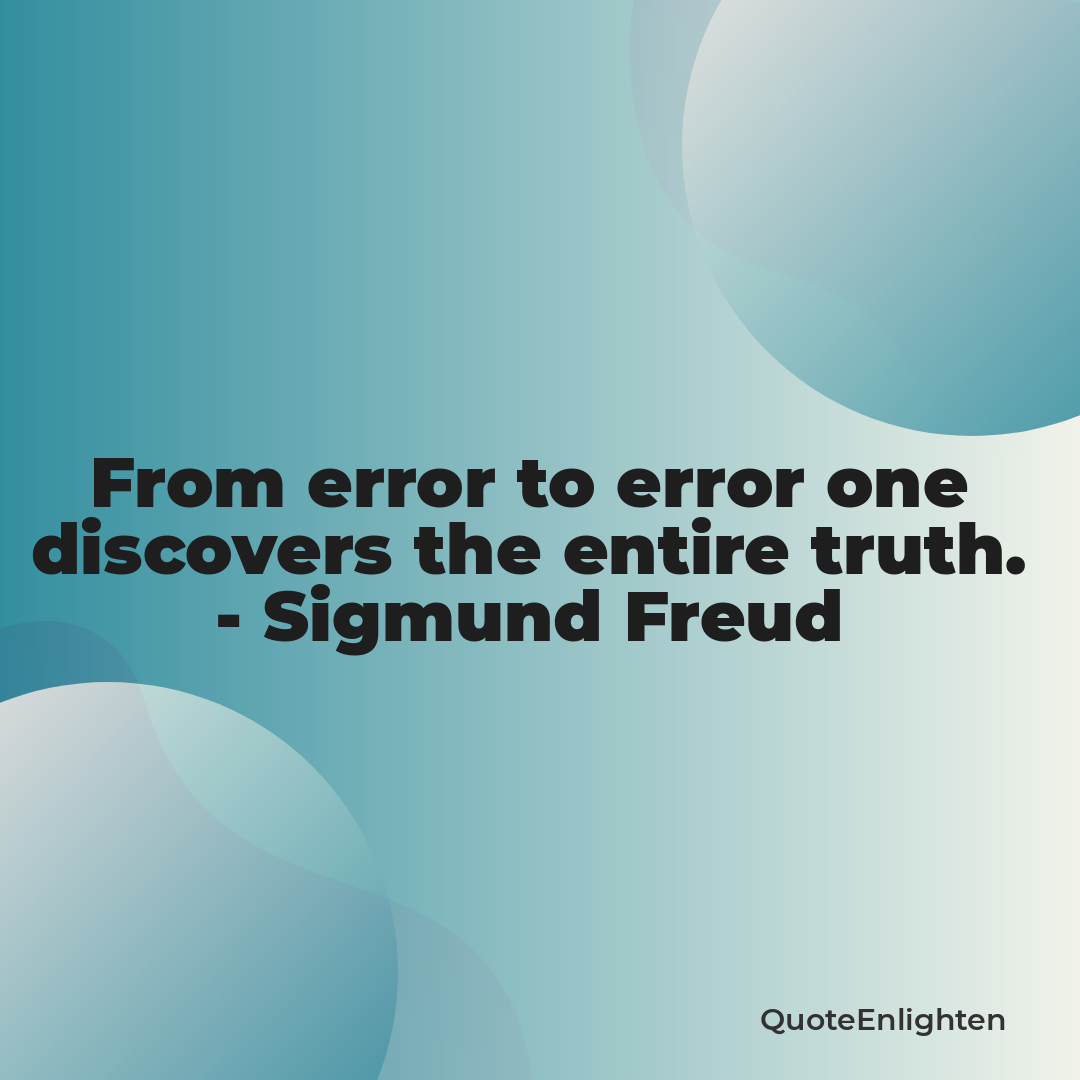 From error to error one
discovers the entire truth.
- Sigmund Freud
QuoteEnlighten